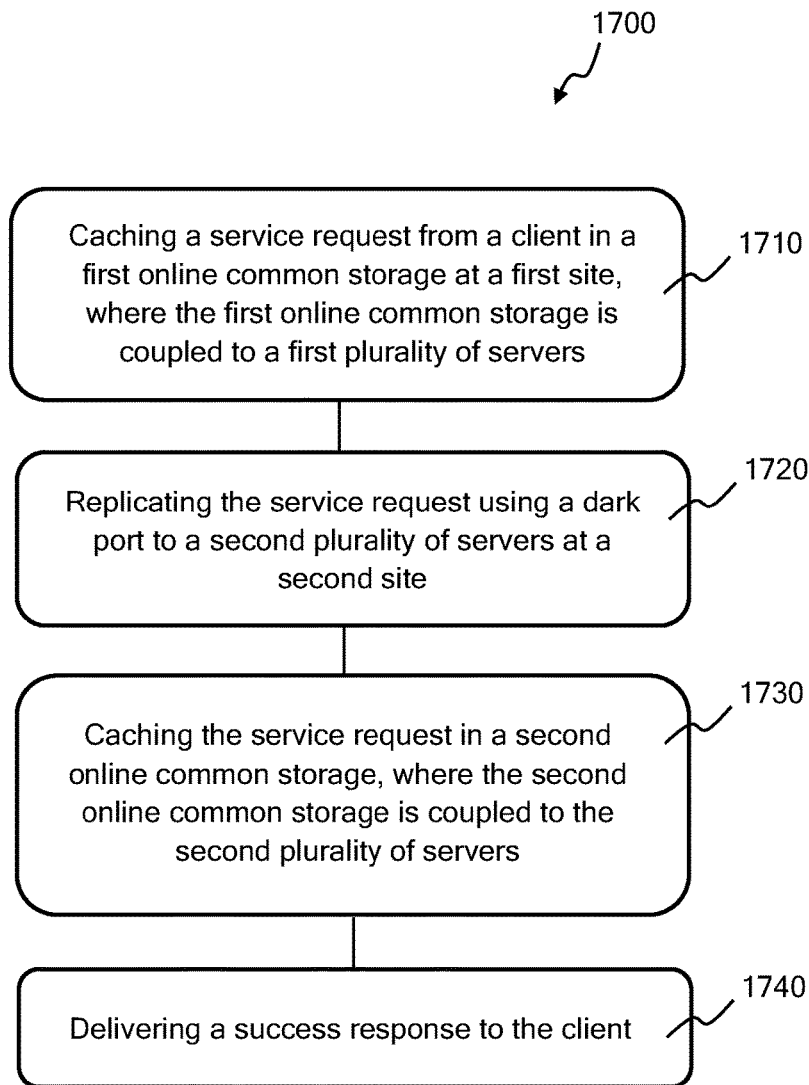 1700
Caching a service request from a client in a
first online common storage at a first site,
where the first online common storage is
coupled to a first plurality of servers
1710
Replicating the service request using a dark
port to a second plurality of servers at a
second site
1720
Caching the service request in a second
online common storage, where the second
online common storage is coupled to the
second plurality of servers
1730
Delivering a success response to the client
1740